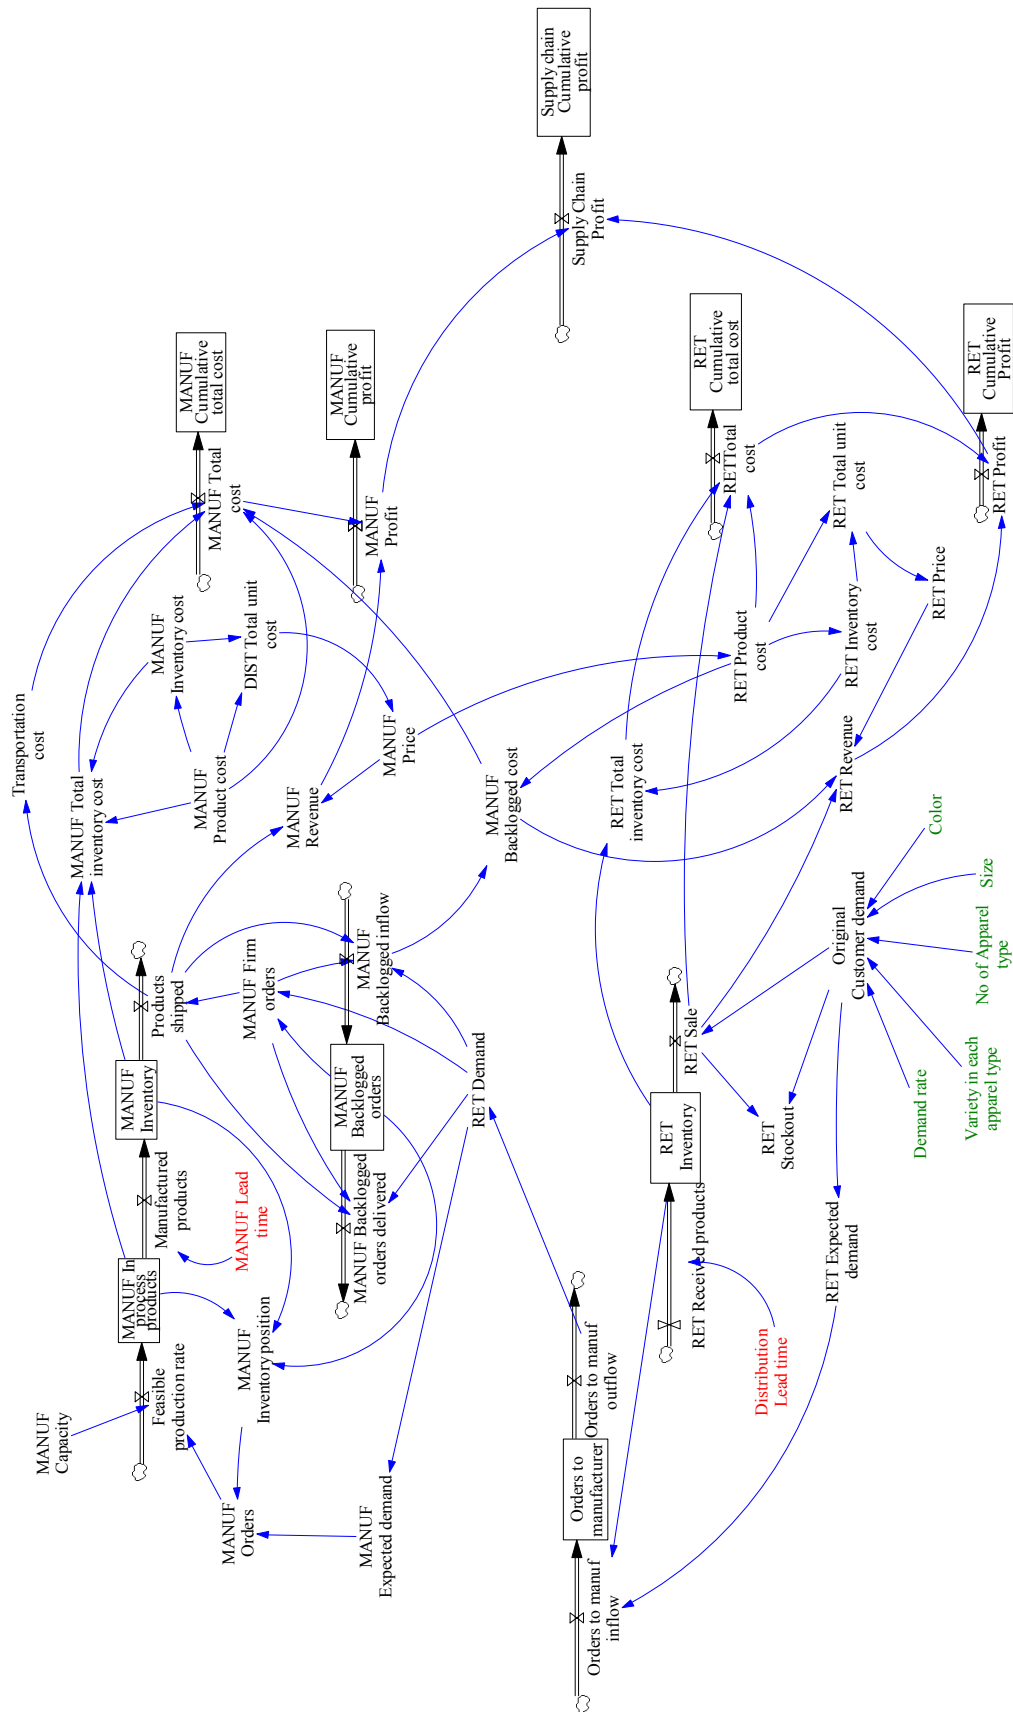 MANUF
Capacity
Feasible
production rate
MANUF In
process
products
Manufactured
products
MANUF Lead
time
MANUF
Inventory
Products
shipped
MANUF
Orders
MANUF
Inventory position
MANUF
Expected demand
MANUF Firm
orders
MANUF Backlogged
orders delivered
MANUF
Backlogged
orders
MANUF
Backlogged inflow
RET Demand
Transportation
cost
MANUF Total
inventory cost
MANUF
Product cost
MANUF
Inventory cost
DIST Total unit
cost
MANUF
Revenue
MANUF
Price
MANUF
Backlogged cost
MANUF Total
cost
MANUF
Cumulative
total cost
MANUF
Profit
MANUF
Cumulative
profit
Supply Chain
Profit
Supply chain
Cumulative
profit
Orders to manuf
inflow
Orders to
manufacturer
Orders to manuf
outflow
RET Received products
Distribution
Lead time
RET
Inventory
RET Sale
RET
Stockout
RET Expected
demand
Original
Customer demand
Demand rate
Variety in each
apparel type
No of Apparel
type
Size
Color
RET Total
inventory cost
RET Product
cost
RET Inventory
cost
RET Revenue
RET Price
RET Total unit
cost
RETTotal
cost
RET
Cumulative
total cost
RET Profit
RET
Cumulative
Profit